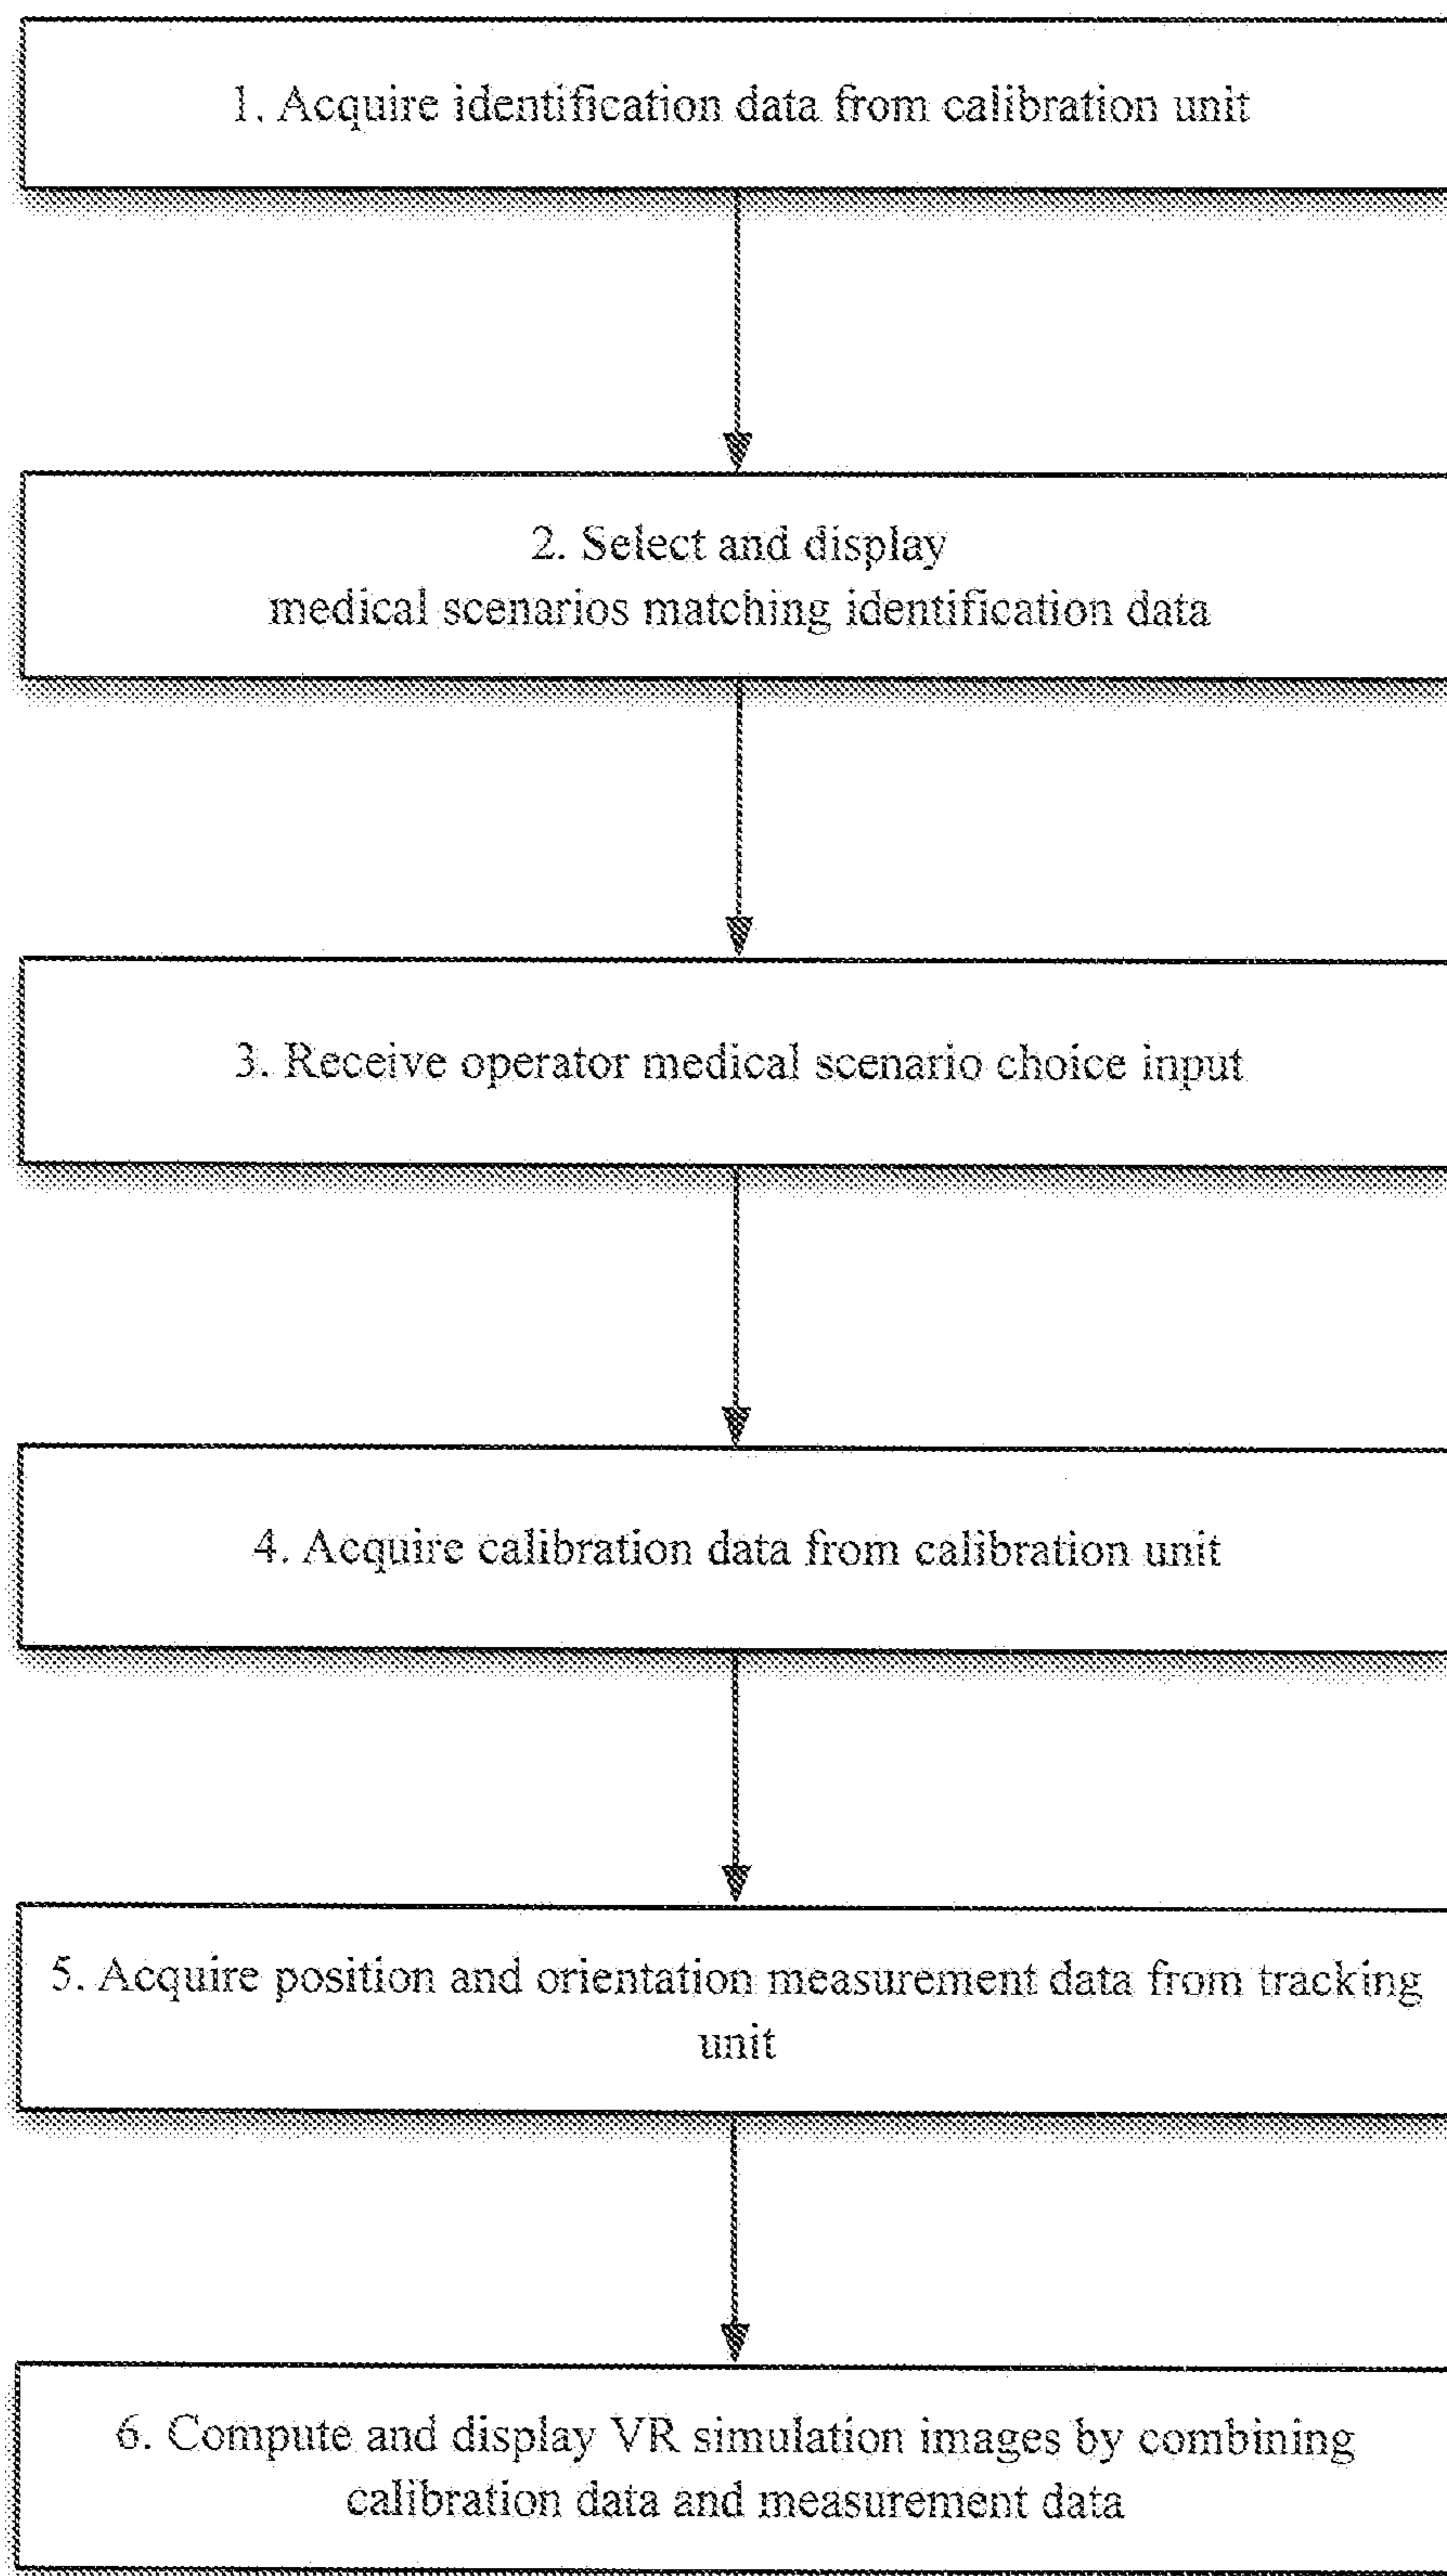 1. Acquire identification data from calibration unit
2. Select and display
medical scenarios matching identification data
3. Receive operator medical scenario choice input
4. Acquire calibration data from calibration unit
5. Acquire position and orientation measurement data from tracking
unit
6. Compute and display VR simulation images by combining
calibration data and measurement data